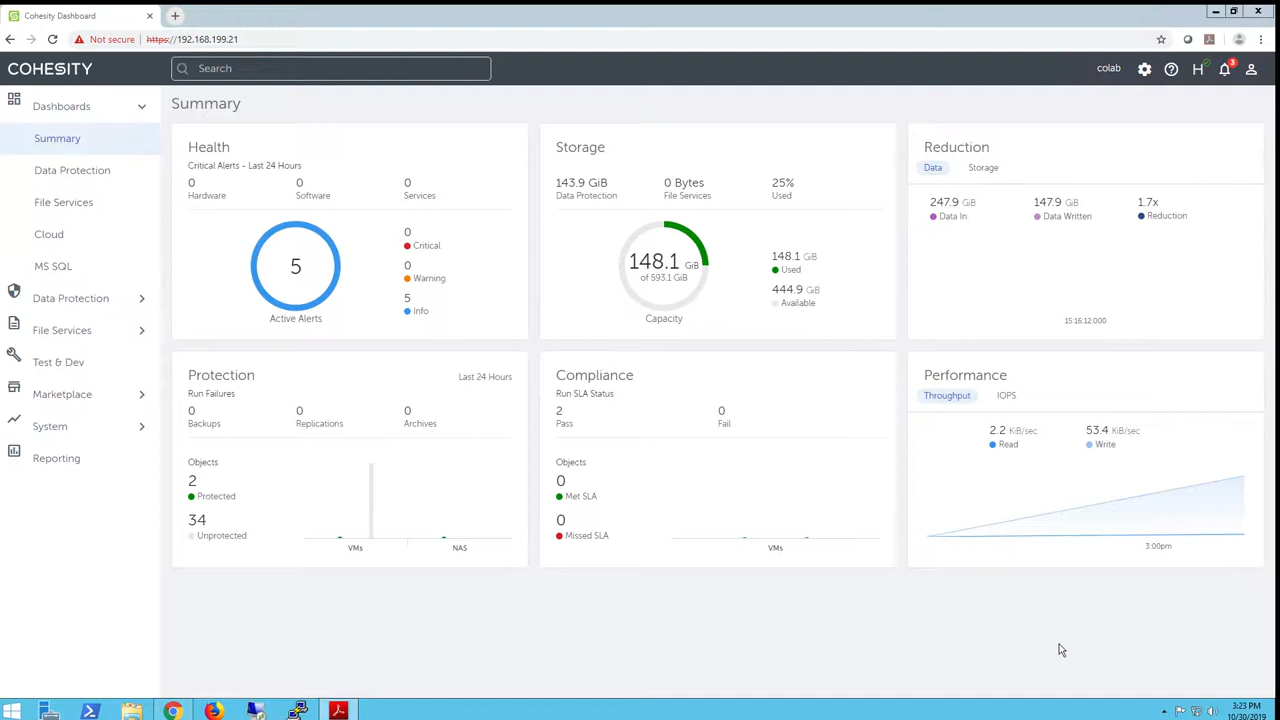 Cohesity Dashboard
Not secure https://192.168.199.21
COHESITY
Search
colab
H
3
Dashboards
Summary
Data Protection
File Services
Cloud
MS SQL
Data Protection
File Services
Test & Dev
Marketplace
System
Reporting
Summary
Health
Critical Alerts - Last 24 Hours
0 0 0
Hardware Software Services
5
Active Alerts
0
Critical
0
Warning
5
Info
Storage
143.9 GiB 0 Bytes 25%
Data Protection File Services Used
148.1 GiB
of 593.1 GiB
Capacity
148.1 GiB
Used
444.9 GiB
Available
Reduction
Data Storage
247.9 GiB 147.9 GiB 1.7x
Data In Data Written Reduction
15:16:12.000
Protection Last 24 Hours
Run Failures
0 0 0
Backups Replications Archives
Objects
2
Protected
34
Unprotected
VMs NAS
Compliance
Run SLA Status
2 0
Pass Fail
Objects
0
Met SLA
0
Missed SLA
VMs
Performance
Throughput IOPS
2.2 KiB/sec 53.4 KiB/sec
Read Write
3:00pm
3:23 PM
10/30/2019